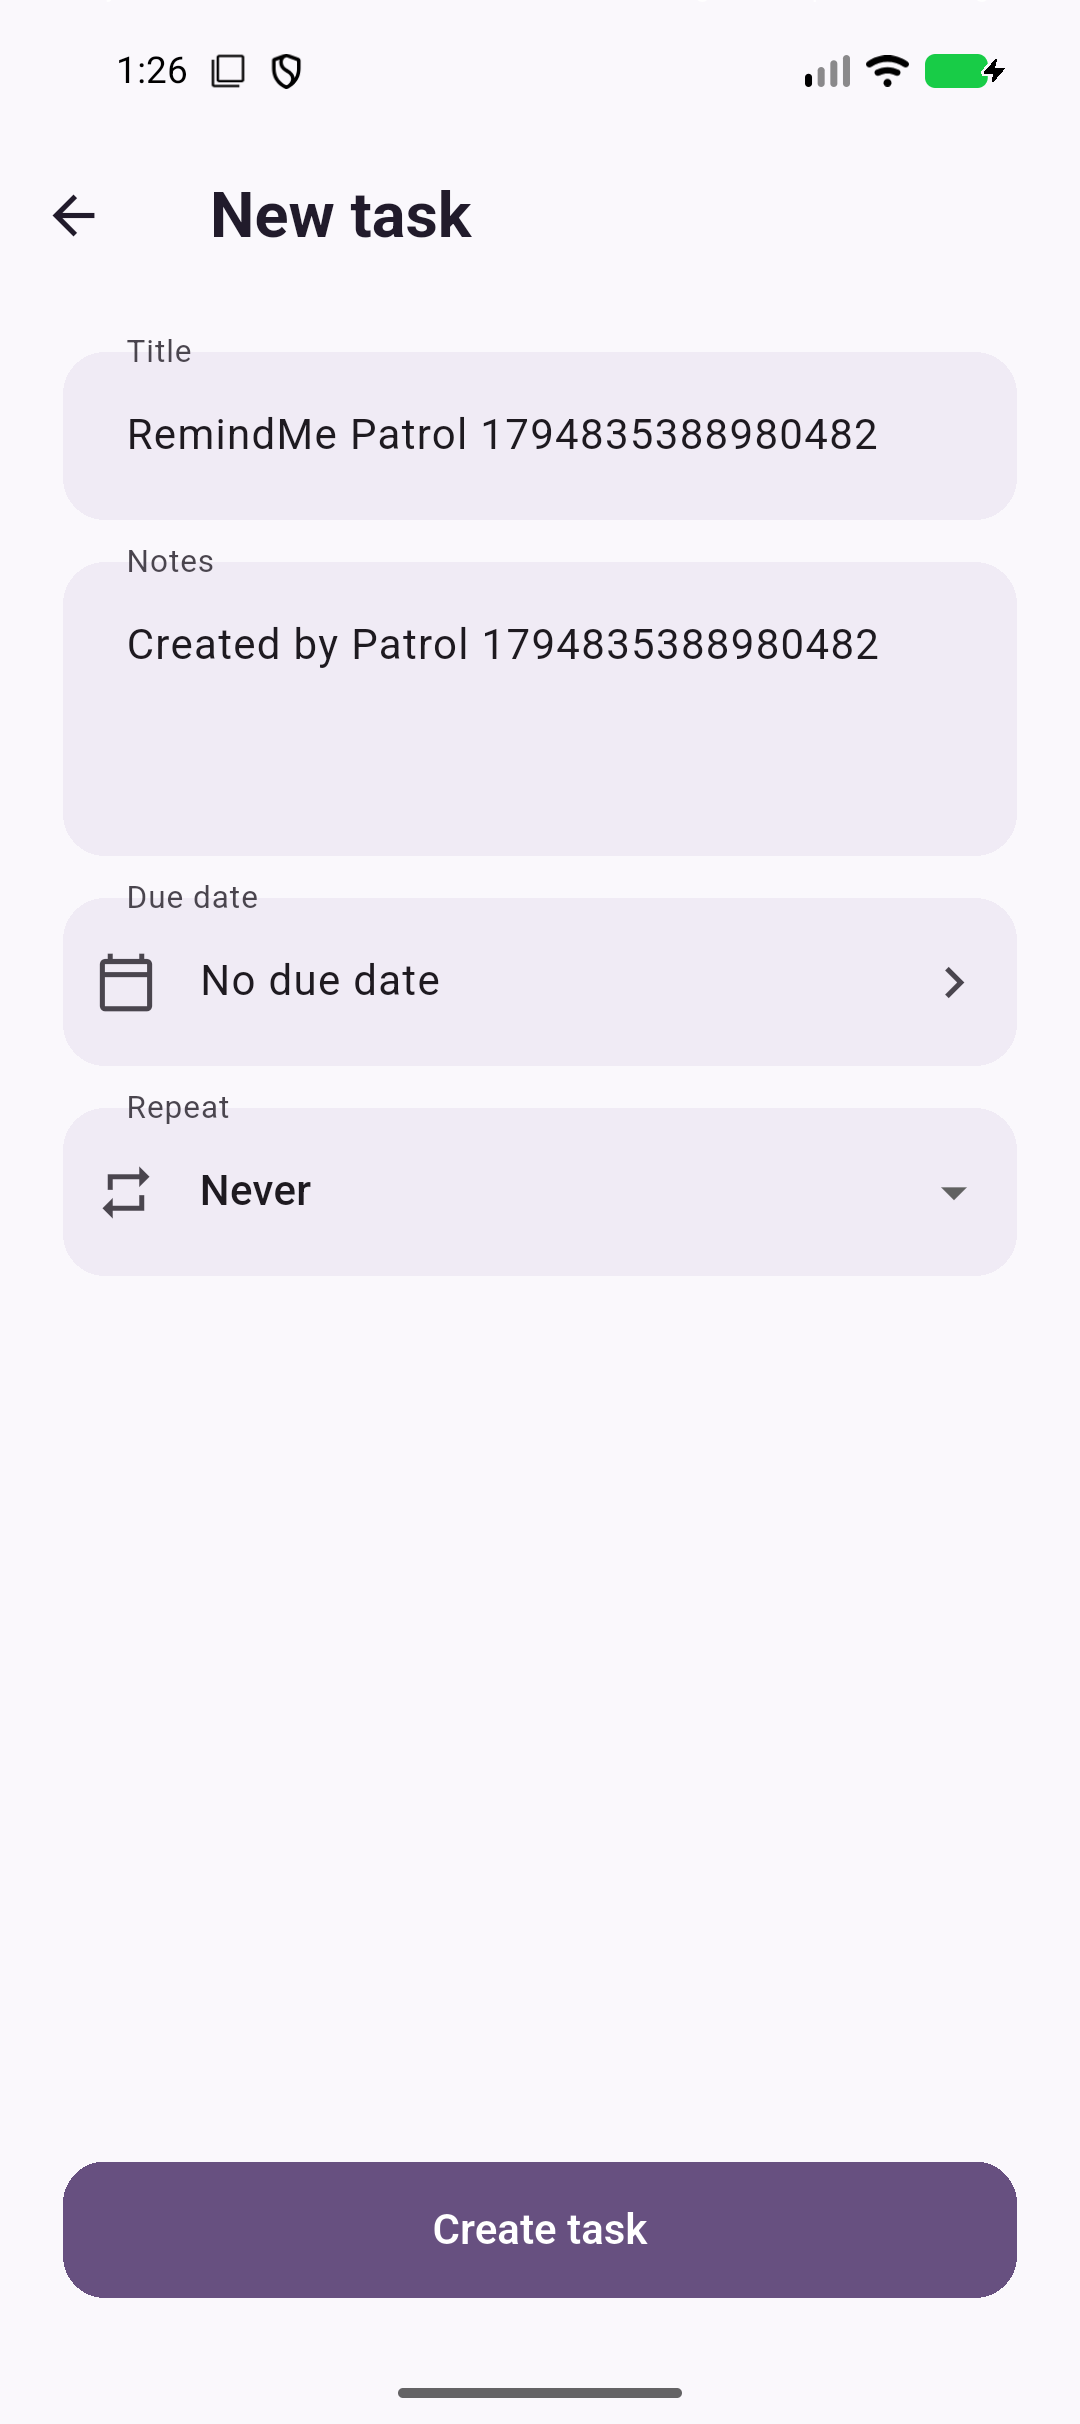 1:26
New task
Title
RemindMe Patrol 1794835388980482
Notes
Created by Patrol 1794835388980482
Due date
No due date
Repeat
Never
Create task